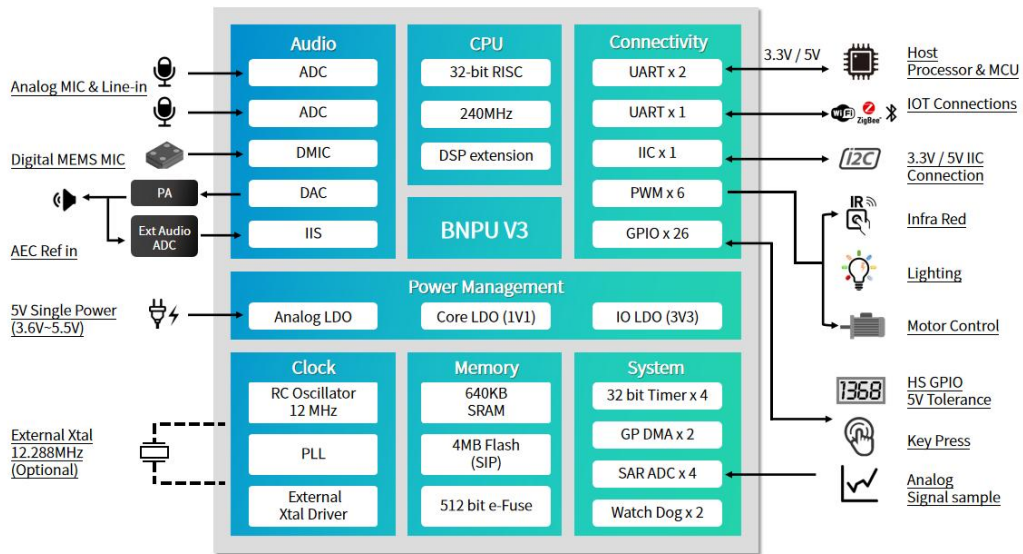 Analog MIC & Line-in
Digital MEMS MIC
PA
Ext Audio
ADC
AEC Ref in
5V Single Power
(3.6V~5.5V)
External Xtal
12.288MHz
(Optional)
Audio
ADC
ADC
DMIC
DAC
IIS
CPU
32-bit RISC
240MHz
DSP extension
BNPU V3
Connectivity
UART x 2
UART x 1
IIC x 1
PWM x 6
GPIO x 26
Power Management
Analog LDO
Core LDO (1V1)
IO LDO (3V3)
Clock
RC Oscillator
12 MHz
PLL
External
Xtal Driver
Memory
640KB
SRAM
4MB Flash
(SIP)
512 bit e-Fuse
System
32 bit Timer x 4
GP DMA x 2
SAR ADC x 4
Watch Dog x 2
3.3V / 5V
Host
Processor & MCU
WiFi
ZigBee
IOT Connections
I2C
3.3V / 5V IIC
Connection
IR
Infra Red
Lighting
Motor Control
1368
HS GPIO
5V Tolerance
Key Press
Analog
Signal sample